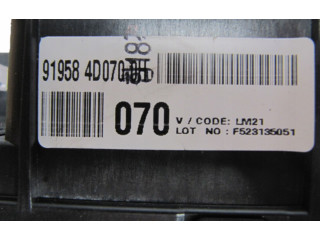 91958 4D070
070
V / CODE: LM21
LOT NO : F523135051